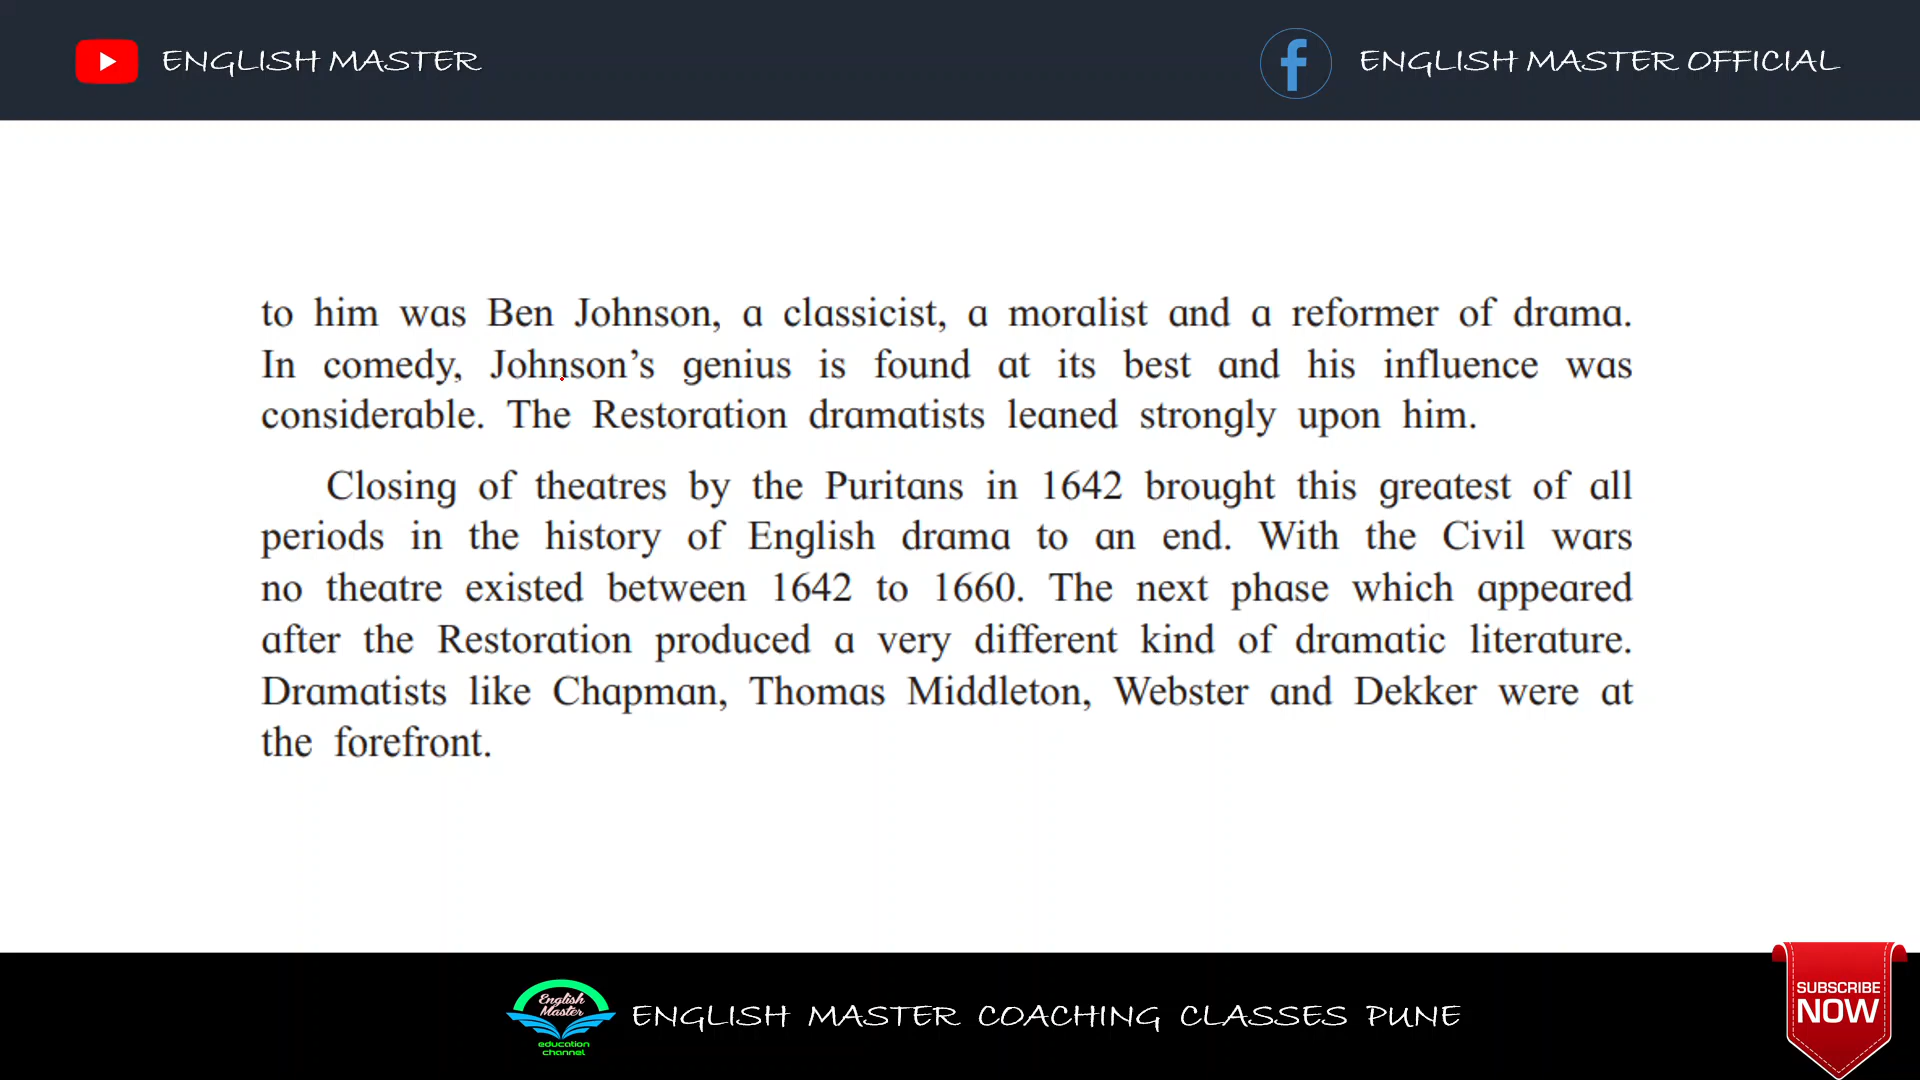 ENGLISH MASTER
ENGLISH MASTER OFFICIAL
to him was Ben Johnson, a classicist, a moralist and a reformer of drama.
In comedy, Johnson’s genius is found at its best and his influence was
considerable. The Restoration dramatists leaned strongly upon him.
Closing of theatres by the Puritans in 1642 brought this greatest of all
periods in the history of English drama to an end. With the Civil wars
no theatre existed between 1642 to 1660. The next phase which appeared
after the Restoration produced a very different kind of dramatic literature.
Dramatists like Chapman, Thomas Middleton, Webster and Dekker were at
the forefront.
English
Master
education
channel
ENGLISH MASTER COACHING CLASSES PUNE
SUBSCRIBE
NOW